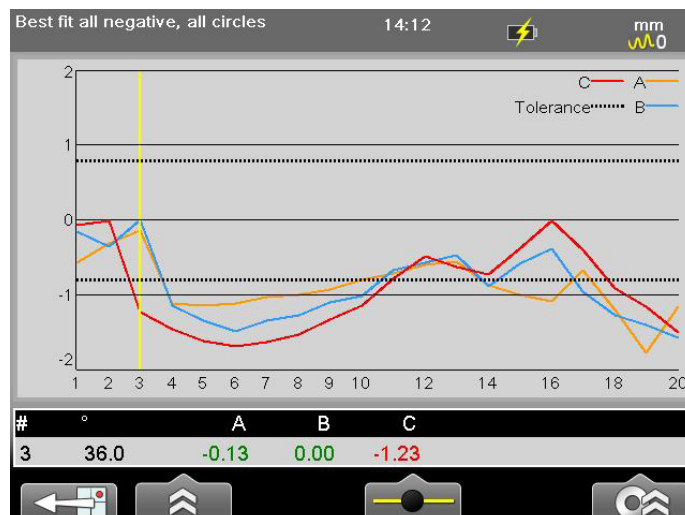 Best fit all negative, all circles 14:12 mm
0
2
C A
Tolerance B
1
0
-1
-2
1 2 3 4 5 6 7 8 9 10 12 14 16 18 20
# ° A B C
3 36.0 -0.13 0.00 -1.23